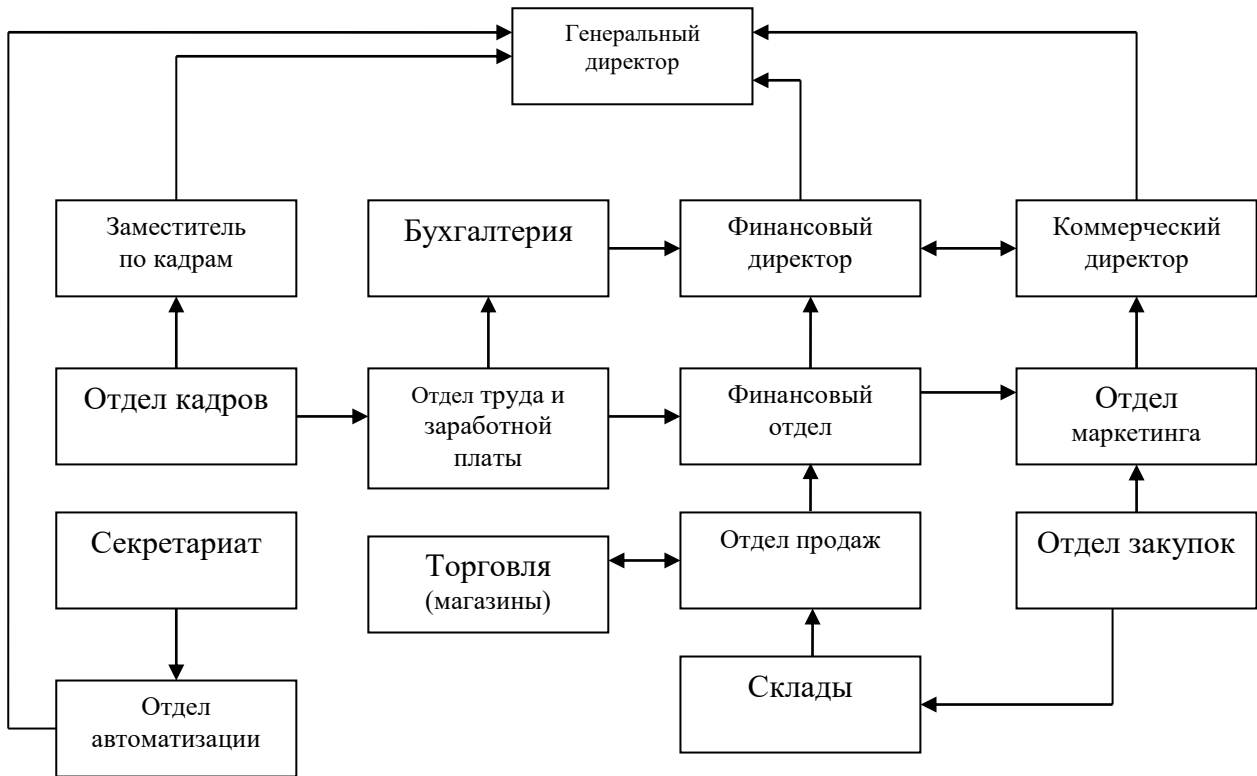 Генеральный
директор
Заместитель
по кадрам
Бухгалтерия
Финансовый
директор
Коммерческий
директор
Отдел кадров
Отдел труда и
заработной
платы
Финансовый
отдел
Отдел
маркетинга
Секретариат
Торговля
(магазины)
Отдел продаж
Отдел закупок
Отдел
автоматизации
Склады